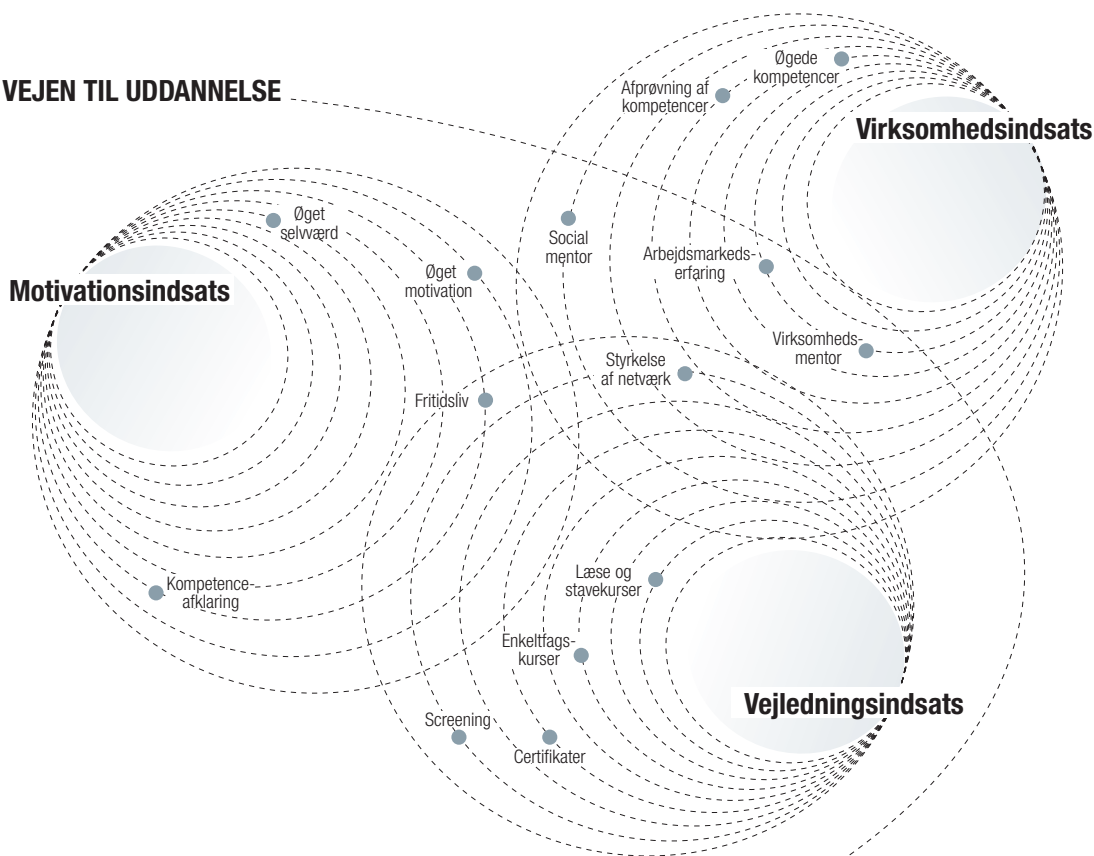 VEJEN TIL UDDANNELSE
Øgede
kompetencer
Afprøvning af
kompetencer
Virksomhedsindsats
Social
mentor
Arbejdsmarkeds-
erfaring
Virksomheds-
mentor
Øget
selvværd
Øget
motivation
Motivationsindsats
Styrkelse
af netværk
Fritidsliv
Kompetence-
afklaring
Læse og
stavekurser
Enkeltfags-
kurser
Vejledningsindsats
Screening
Certifikater